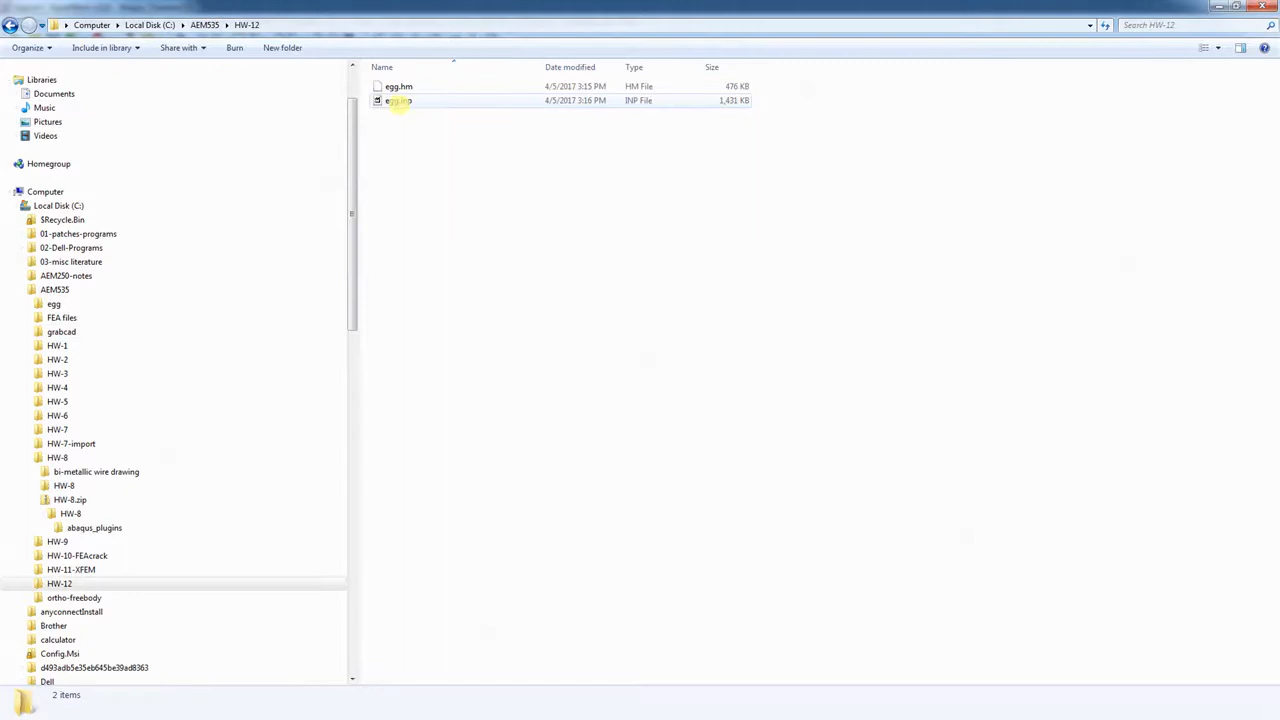 Computer Local Disk (C:) AEM535 HW-12
Search HW-12
Organize Include in library Share with Burn New folder
Name Date modified Type Size
egg.hm 4/5/2017 3:15 PM HM File 476 KB
egg.inp 4/5/2017 3:16 PM INP File 1,431 KB
Libraries
Documents
Music
Pictures
Videos
Homegroup
Computer
Local Disk (C:)
$Recycle.Bin
01-patches-programs
02-Dell-Programs
03-misc literature
AEM250-notes
AEM535
egg
FEA files
grabcad
HW-1
HW-2
HW-3
HW-4
HW-5
HW-6
HW-7
HW-7-import
HW-8
bi-metallic wire drawing
HW-8
HW-8.zip
HW-8
abaqus_plugins
HW-9
HW-10-FEAcrack
HW-11-XFEM
HW-12
ortho-freebody
anyconnectInstall
Brother
calculator
Config.Msi
d493adb5e35eb645be39ad8363
Dell
2 items